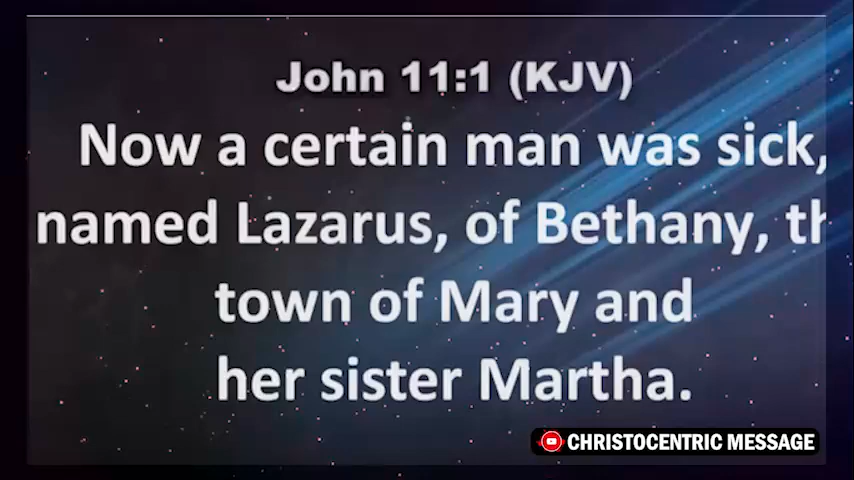 John 11:1 (KJV)
Now a certain man was sick,
named Lazarus, of Bethany, th
town of Mary and
her sister Martha.
CHRISTOCENTRIC MESSAGE